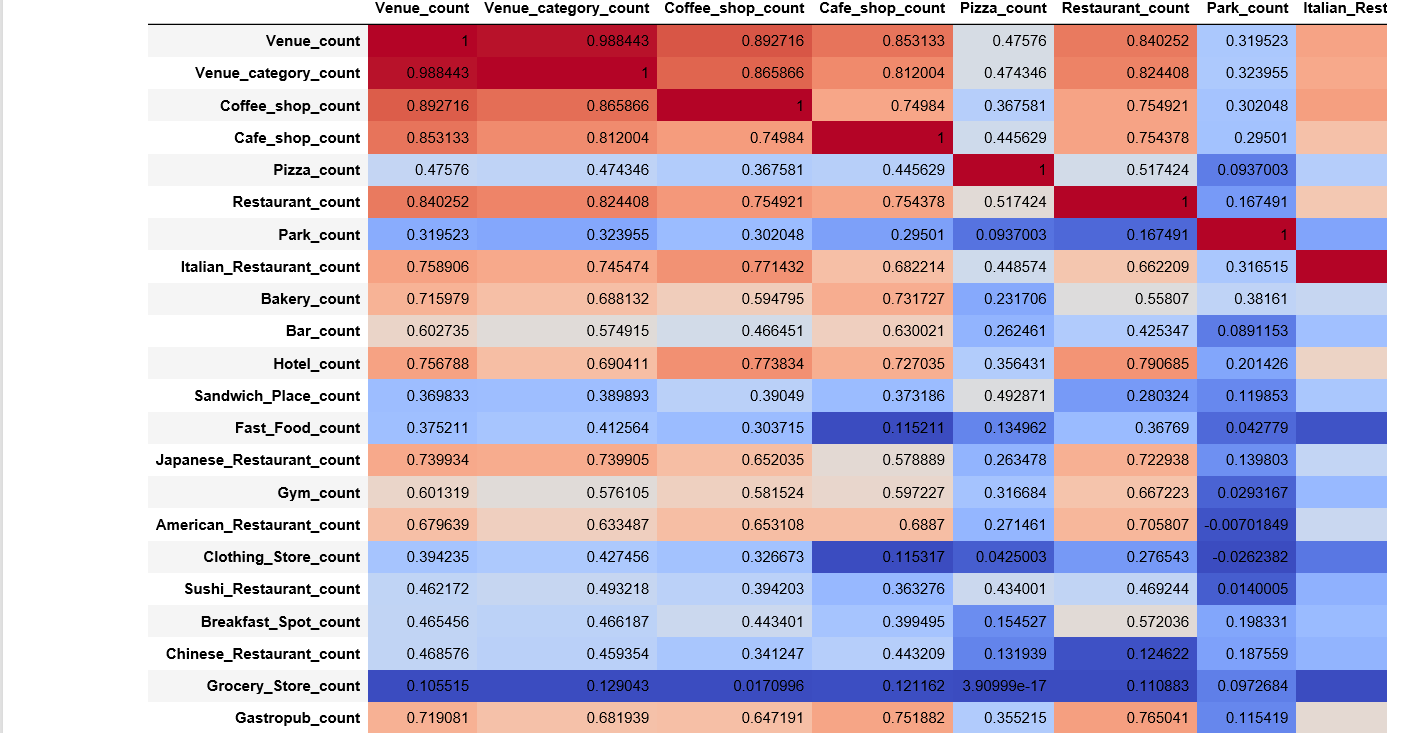 Venue_count Venue_category_count Coffee_shop_count Cafe_shop_count Pizza_count Restaurant_count Park_count Italian_Rest
Venue_count 1 0.988443 0.892716 0.853133 0.47576 0.840252 0.319523
Venue_category_count 0.988443 1 0.865866 0.812004 0.474346 0.824408 0.323955
Coffee_shop_count 0.892716 0.865866 1 0.74984 0.367581 0.754921 0.302048
Cafe_shop_count 0.853133 0.812004 0.74984 1 0.445629 0.754378 0.29501
Pizza_count 0.47576 0.474346 0.367581 0.445629 1 0.517424 0.0937003
Restaurant_count 0.840252 0.824408 0.754921 0.754378 0.517424 1 0.167491
Park_count 0.319523 0.323955 0.302048 0.29501 0.0937003 0.167491 1
Italian_Restaurant_count 0.758906 0.745474 0.771432 0.682214 0.448574 0.662209 0.316515
Bakery_count 0.715979 0.688132 0.594795 0.731727 0.231706 0.55807 0.38161
Bar_count 0.602735 0.574915 0.466451 0.630021 0.262461 0.425347 0.0891153
Hotel_count 0.756788 0.690411 0.773834 0.727035 0.356431 0.790685 0.201426
Sandwich_Place_count 0.369833 0.389893 0.39049 0.373186 0.492871 0.280324 0.119853
Fast_Food_count 0.375211 0.412564 0.303715 0.115211 0.134962 0.36769 0.042779
Japanese_Restaurant_count 0.739934 0.739905 0.652035 0.578889 0.263478 0.722938 0.139803
Gym_count 0.601319 0.576105 0.581524 0.597227 0.316684 0.667223 0.0293167
American_Restaurant_count 0.679639 0.633487 0.653108 0.6887 0.271461 0.705807 -0.00701849
Clothing_Store_count 0.394235 0.427456 0.326673 0.115317 0.0425003 0.276543 -0.0262382
Sushi_Restaurant_count 0.462172 0.493218 0.394203 0.363276 0.434001 0.469244 0.0140005
Breakfast_Spot_count 0.465456 0.466187 0.443401 0.399495 0.154527 0.572036 0.198331
Chinese_Restaurant_count 0.468576 0.459354 0.341247 0.443209 0.131939 0.124622 0.187559
Grocery_Store_count 0.105515 0.129043 0.0170996 0.121162 3.90999e-17 0.110883 0.0972684
Gastropub_count 0.719081 0.681939 0.647191 0.751882 0.355215 0.765041 0.115419